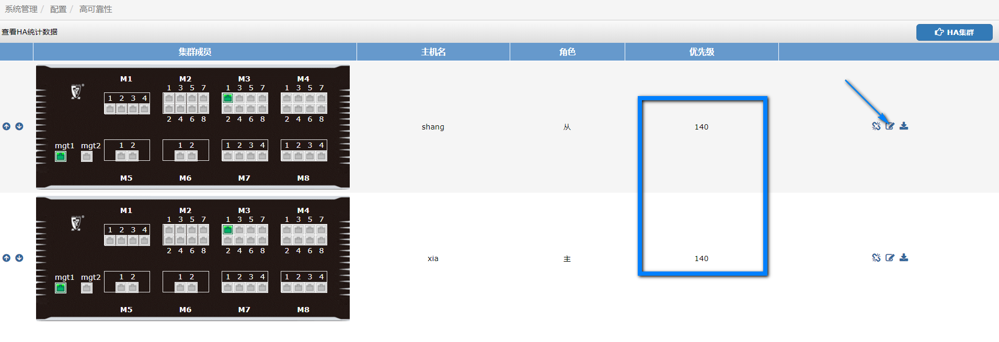 系统管理 / 配置 / 高可靠性
查看HA统计数据
HA集群
集群成员 主机名 角色 优先级
M1 M2 M3 M4
1 3 5 7 1 3 5 7 1 3 5 7
1 2 3 4
2 4 6 8 2 4 6 8 2 4 6 8
shang 从 140
mgt1 mgt2 1 2 1 2 1 2 3 4 1 2 3 4
M5 M6 M7 M8
M1 M2 M3 M4
1 3 5 7 1 3 5 7 1 3 5 7
1 2 3 4
2 4 6 8 2 4 6 8 2 4 6 8
xia 主 140
mgt1 mgt2 1 2 1 2 1 2 3 4 1 2 3 4
M5 M6 M7 M8